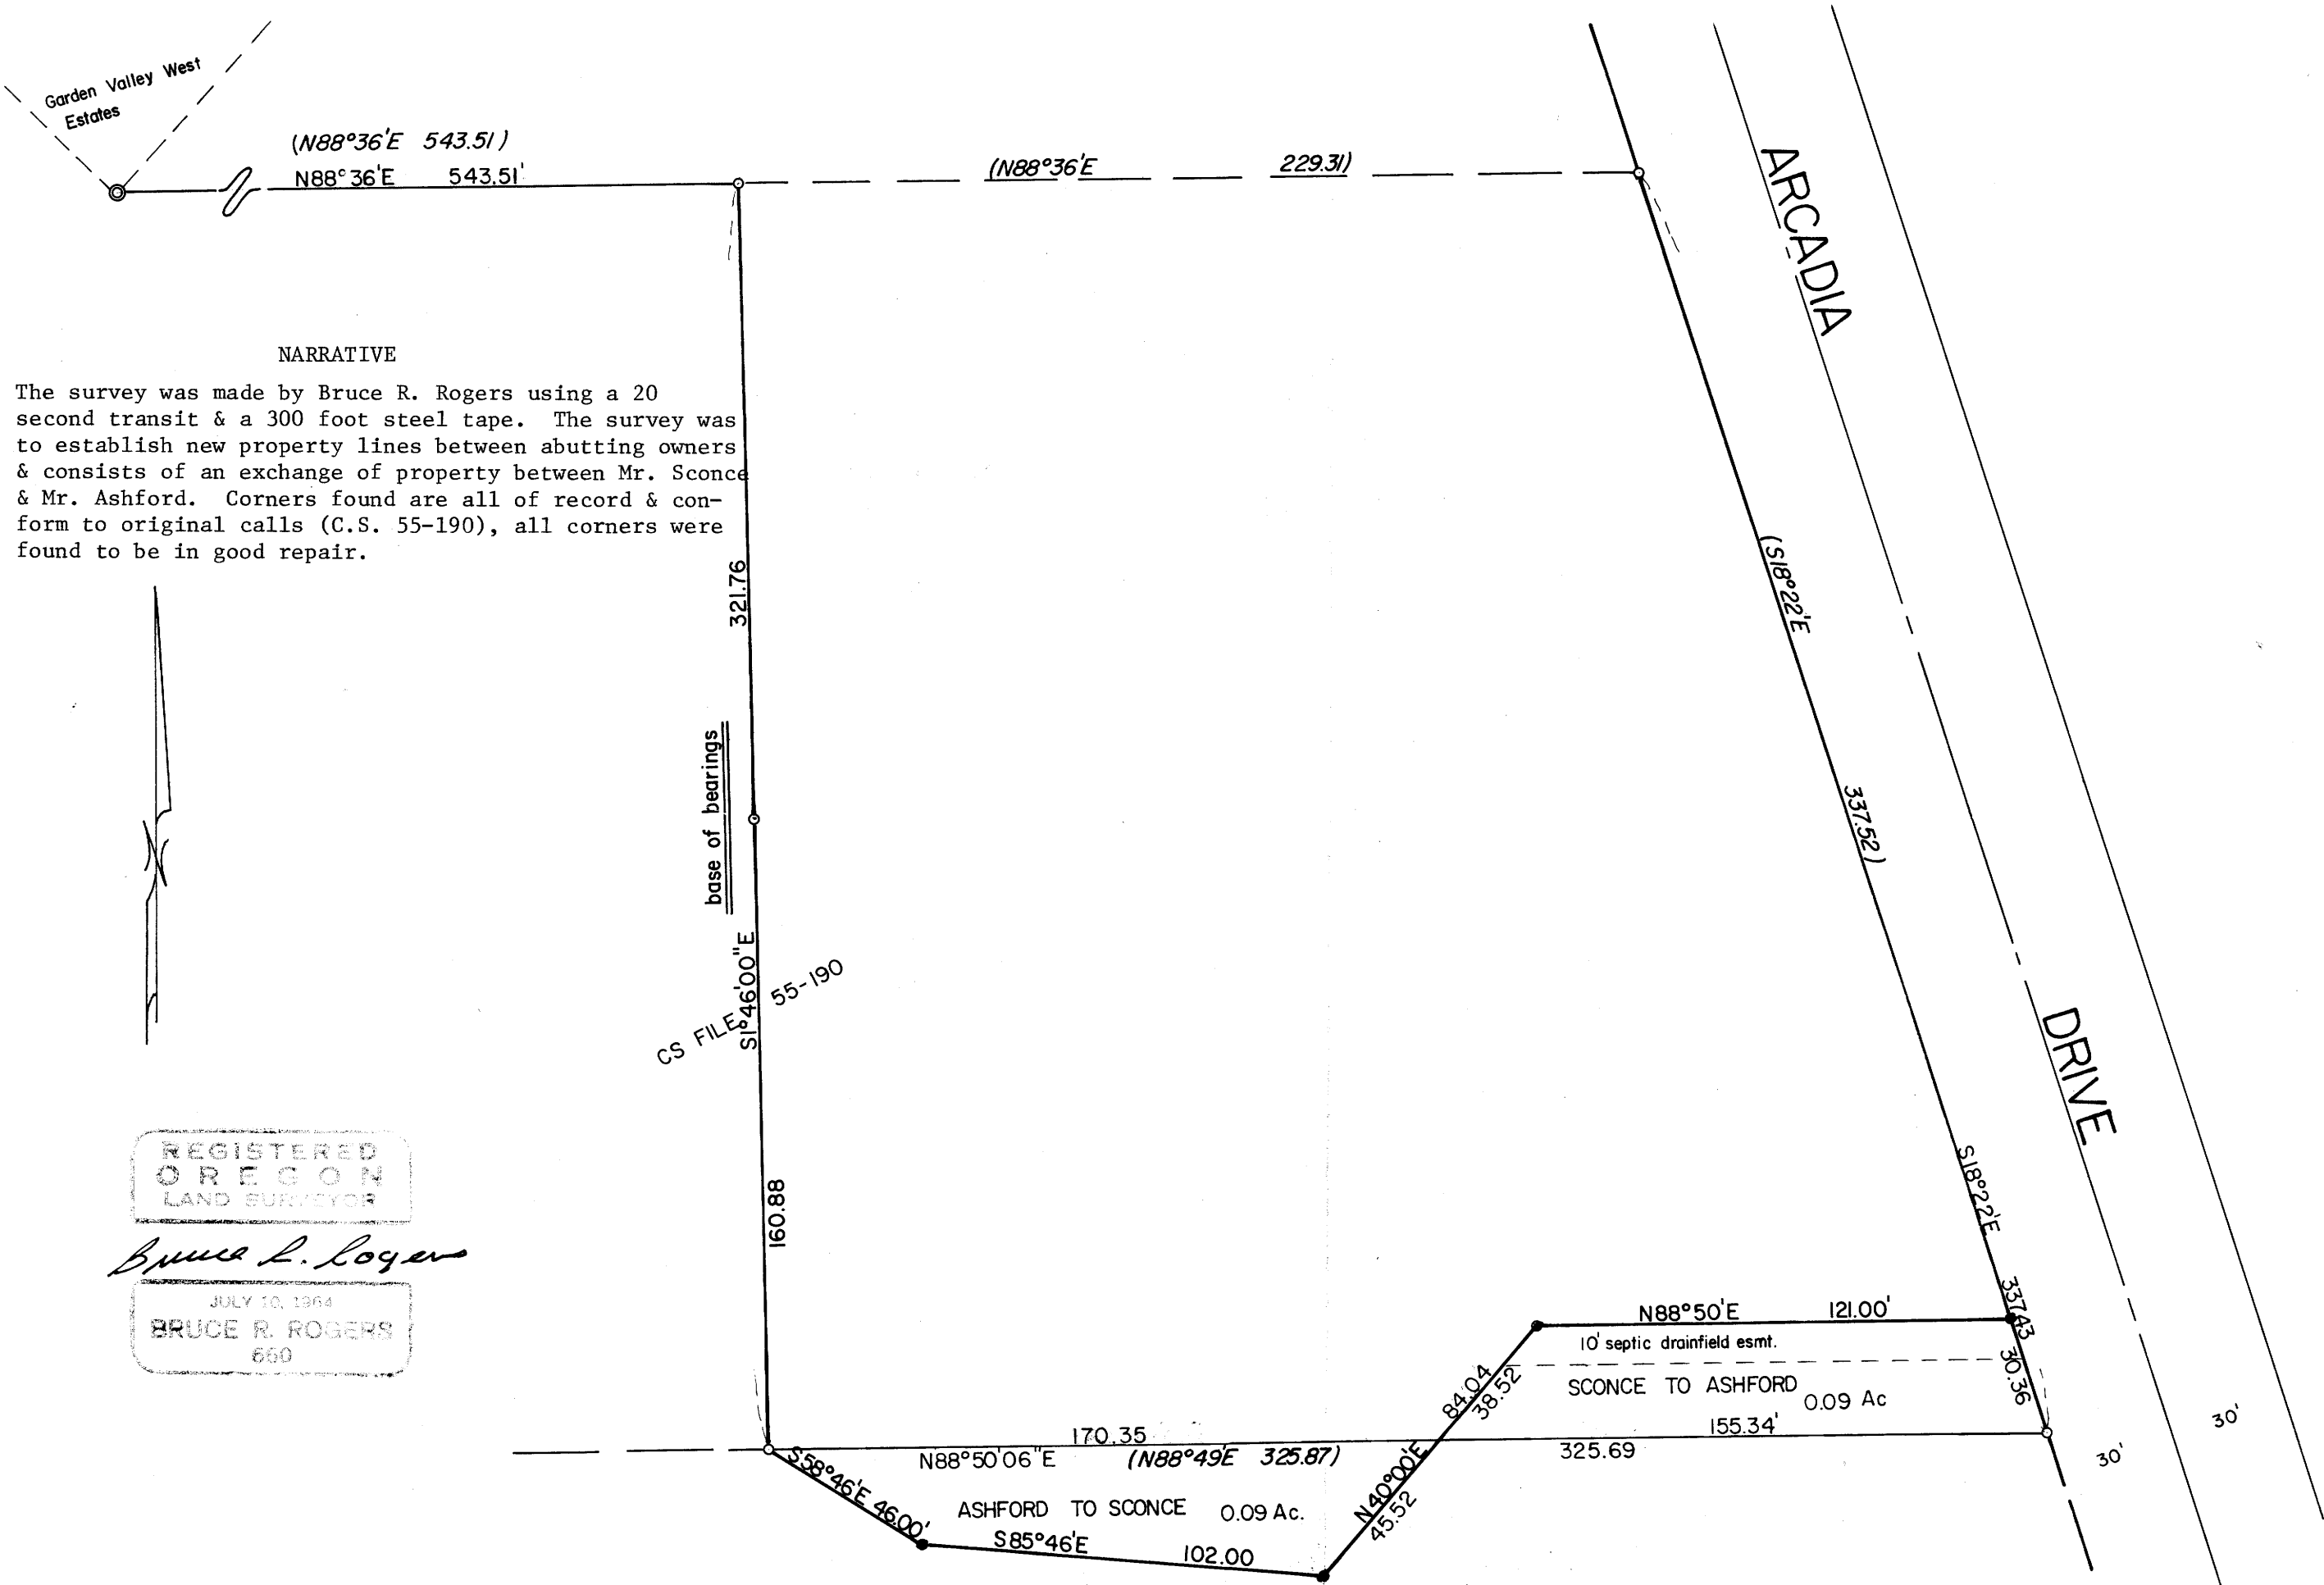 Garden Valley West
Estates
(N88°36'E 543.51)
N88°36'E 543.51'
(N88°36'E 229.31)
ARCADIA
DRIVE
NARRATIVE
The survey was made by Bruce R. Rogers using a 20
second transit & a 300 foot steel tape. The survey was
to establish new property lines between abutting owners
& consists of an exchange of property between Mr. Sconce
& Mr. Ashford. Corners found are all of record & con-
form to original calls (C.S. 55-190), all corners were
found to be in good repair.
321.76
base of bearings
S1°46'00"E
CS FILE 55-190
160.88
(S18°22'E 337.52)
S18°22'E 337.43
30.36
N
REGISTERED
OREGON
LAND SURVEYOR
Bruce R. Rogers
JULY 10, 1964
BRUCE R. ROGERS
660
N88°50'E 121.00'
10' septic drainfield esmt.
SCONCE TO ASHFORD 0.09 Ac
84.04
38.52
155.34'
170.35
N88°50'06"E (N88°49'E 325.87)
325.69
N40°00'E
45.52
S58°46'E 46.00'
ASHFORD TO SCONCE 0.09 Ac.
S85°46'E 102.00
30'
30'